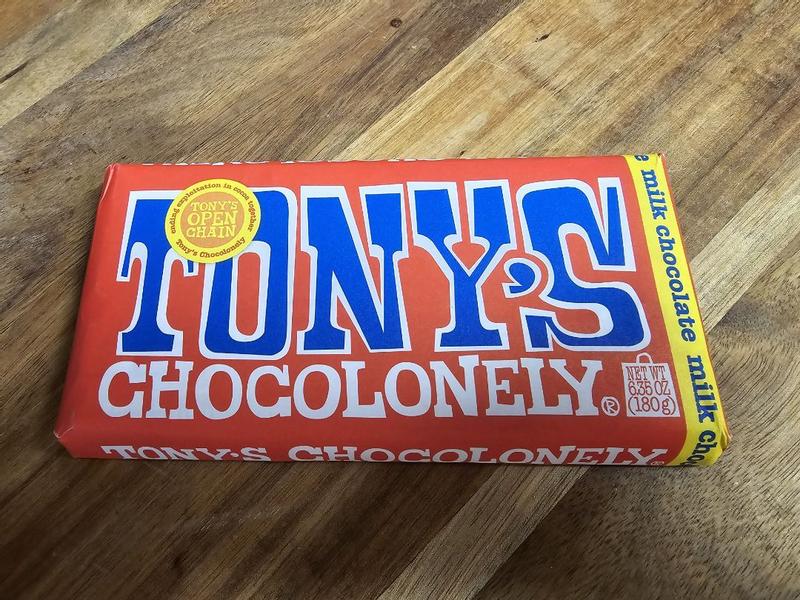 TONY'S
CHOCOLONELY®
ending exploitation in cocoa together
TONY'S
OPEN
CHAIN
Tony's Chocolonely
NET WT
6.35 OZ
(180g)
milk chocolate milk
TONY'S CHOCOLONELY®